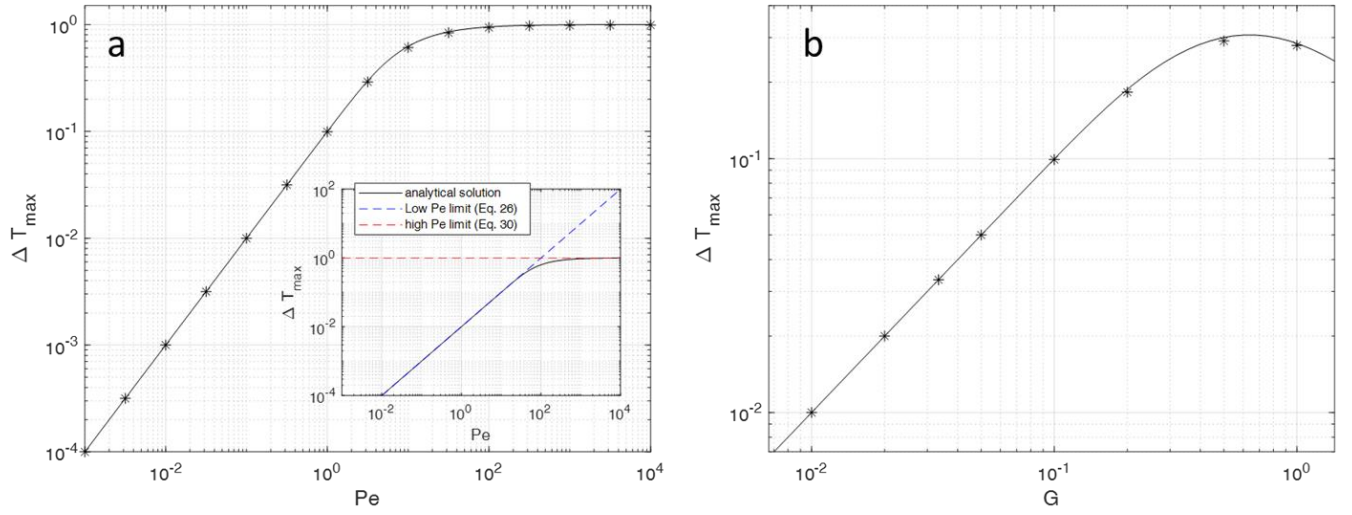 a
10^0
10^-1
10^-2
10^-3
10^-4
Δ T_max
10^-2
10^0
10^2
10^4
Pe
analytical solution
Low Pe limit (Eq. 26)
high Pe limit (Eq. 30)
10^2
10^0
10^-2
10^-4
Δ T_max
10^-2
10^0
10^2
10^4
Pe
b
10^-1
10^-2
Δ T_max
10^-2
10^-1
10^0
G